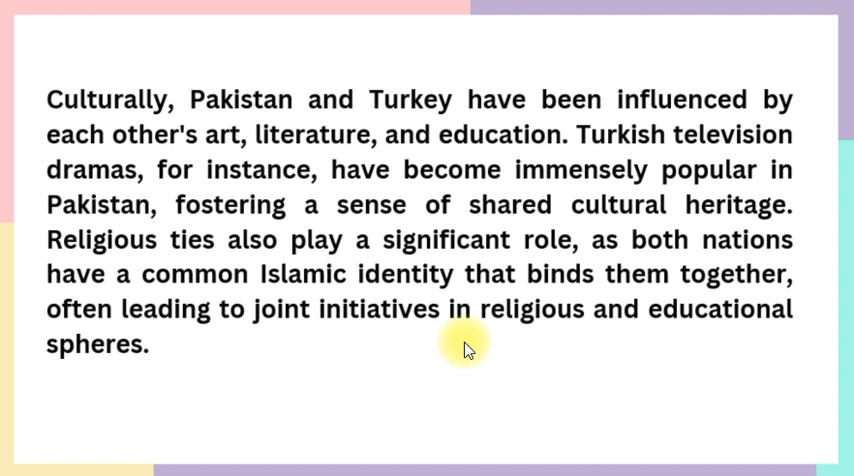 Culturally, Pakistan and Turkey have been influenced by
each other's art, literature, and education. Turkish television
dramas, for instance, have become immensely popular in
Pakistan, fostering a sense of shared cultural heritage.
Religious ties also play a significant role, as both nations
have a common Islamic identity that binds them together,
often leading to joint initiatives in religious and educational
spheres.